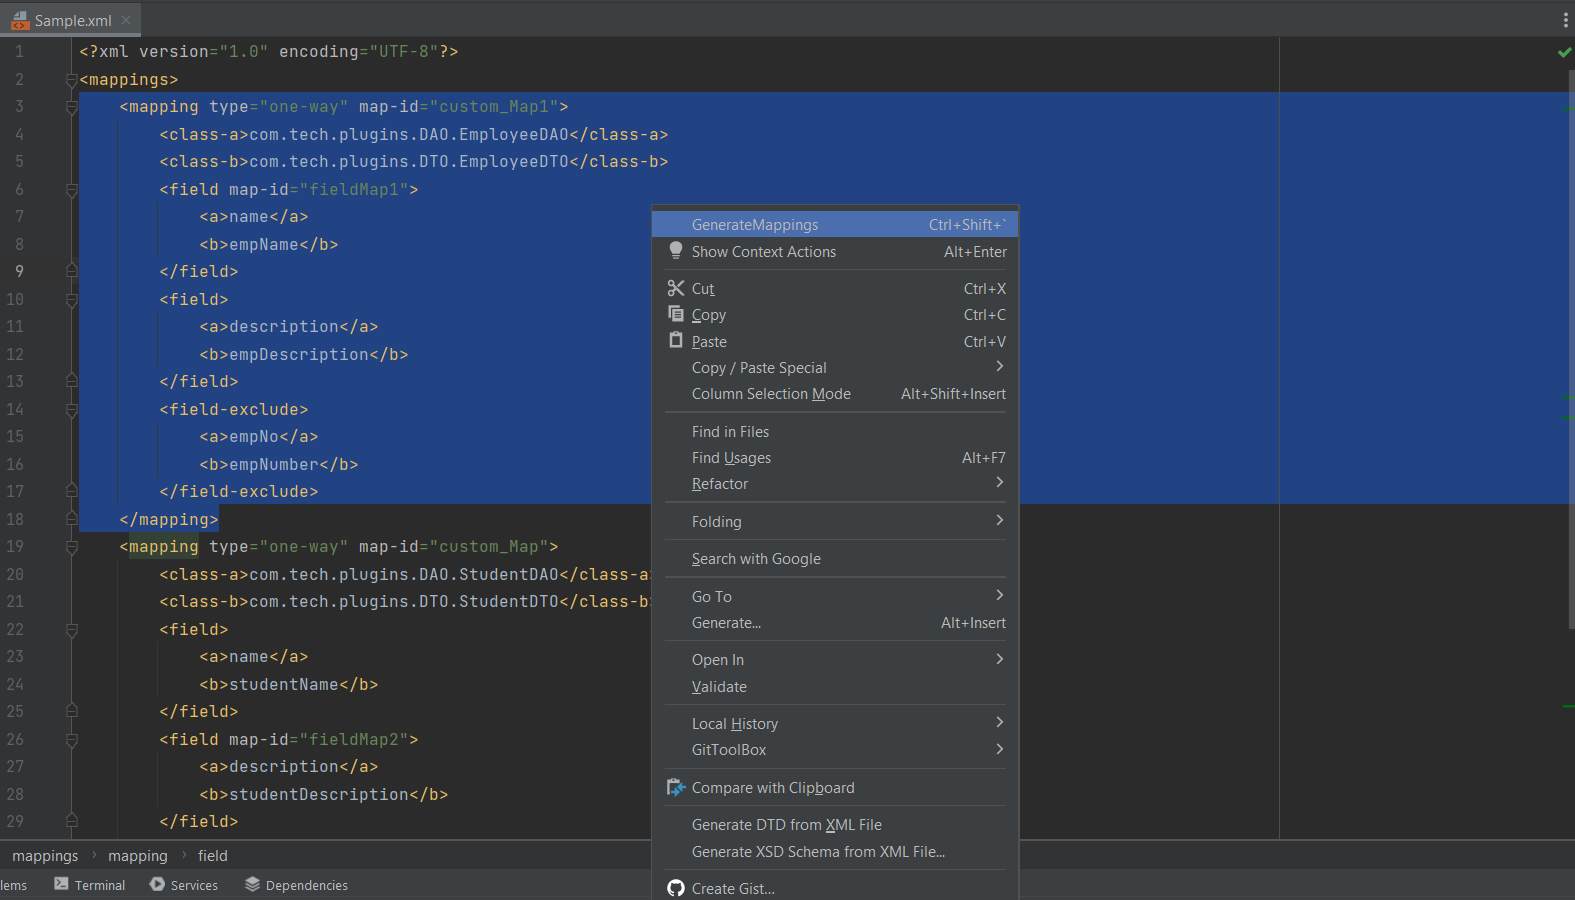 Sample.xml
1 <?xml version="1.0" encoding="UTF-8"?>
2 <mappings>
3 <mapping type="one-way" map-id="custom_Map1">
4 <class-a>com.tech.plugins.DAO.EmployeeDAO</class-a>
5 <class-b>com.tech.plugins.DTO.EmployeeDTO</class-b>
6 <field map-id="fieldMap1">
7 <a>name</a>
8 <b>empName</b>
9 </field>
10 <field>
11 <a>description</a>
12 <b>empDescription</b>
13 </field>
14 <field-exclude>
15 <a>empNo</a>
16 <b>empNumber</b>
17 </field-exclude>
18 </mapping>
19 <mapping type="one-way" map-id="custom_Map">
20 <class-a>com.tech.plugins.DAO.StudentDAO</class-a>
21 <class-b>com.tech.plugins.DTO.StudentDTO</class-b>
22 <field>
23 <a>name</a>
24 <b>studentName</b>
25 </field>
26 <field map-id="fieldMap2">
27 <a>description</a>
28 <b>studentDescription</b>
29 </field>
GenerateMappings Ctrl+Shift+`
Show Context Actions Alt+Enter
Cut Ctrl+X
Copy Ctrl+C
Paste Ctrl+V
Copy / Paste Special
Column Selection Mode Alt+Shift+Insert
Find in Files
Find Usages Alt+F7
Refactor
Folding
Search with Google
Go To
Generate... Alt+Insert
Open In
Validate
Local History
GitToolBox
Compare with Clipboard
Generate DTD from XML File
Generate XSD Schema from XML File...
Create Gist...
mappings mapping field
lems Terminal Services Dependencies